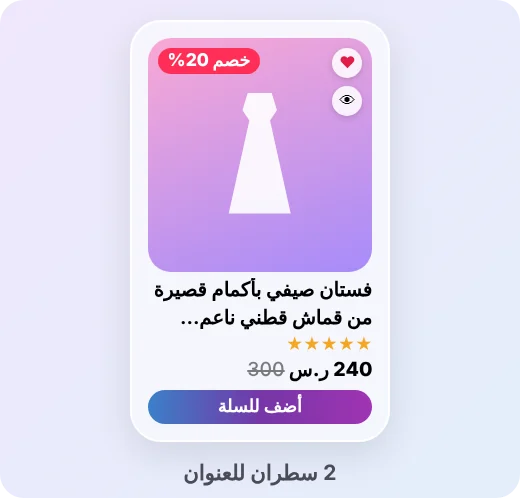 خصم 20%
فستان صيفي بأكمام قصيرة
من قماش قطني ناعم...
★★★★★
240 ر.س 300
أضف للسلة
2 سطران للعنوان